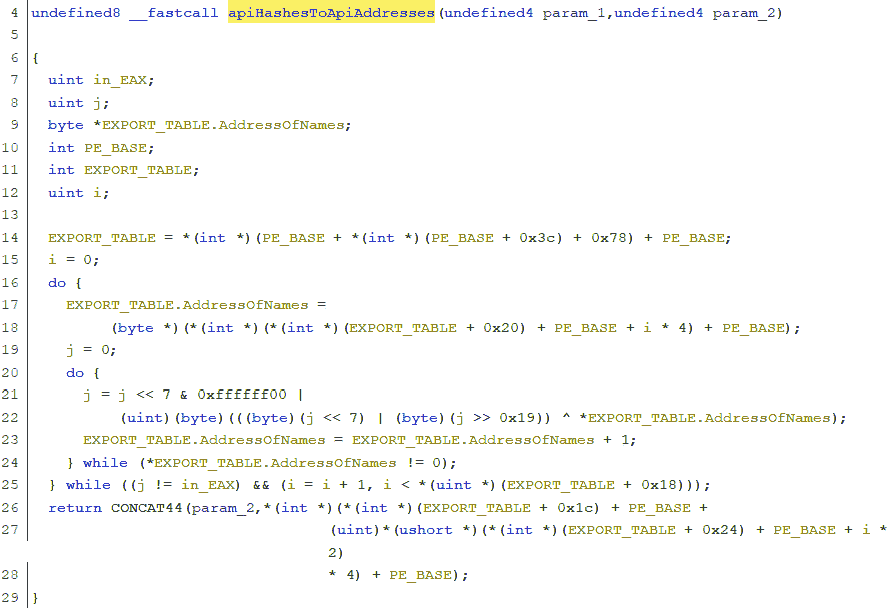 4 undefined8 __fastcall apiHashesToApiAddresses(undefined4 param_1,undefined4 param_2)
5
6 {
7 uint in_EAX;
8 uint j;
9 byte *EXPORT_TABLE.AddressOfNames;
10 int PE_BASE;
11 int EXPORT_TABLE;
12 uint i;
13
14 EXPORT_TABLE = *(int *)(PE_BASE + *(int *)(PE_BASE + 0x3c) + 0x78) + PE_BASE;
15 i = 0;
16 do {
17 EXPORT_TABLE.AddressOfNames =
18 (byte *)(*(int *)(*(int *)(EXPORT_TABLE + 0x20) + PE_BASE + i * 4) + PE_BASE);
19 j = 0;
20 do {
21 j = j << 7 & 0xffffff00 |
22 (uint)(byte)(((byte)(j << 7) | (byte)(j >> 0x19)) ^ *EXPORT_TABLE.AddressOfNames);
23 EXPORT_TABLE.AddressOfNames = EXPORT_TABLE.AddressOfNames + 1;
24 } while (*EXPORT_TABLE.AddressOfNames != 0);
25 } while ((j != in_EAX) && (i = i + 1, i < *(uint *)(EXPORT_TABLE + 0x18)));
26 return CONCAT44(param_2,*(int *)(*(int *)(EXPORT_TABLE + 0x1c) + PE_BASE +
27 (uint)*(ushort *)(*(int *)(EXPORT_TABLE + 0x24) + PE_BASE + i *
2)
28 * 4) + PE_BASE);
29 }